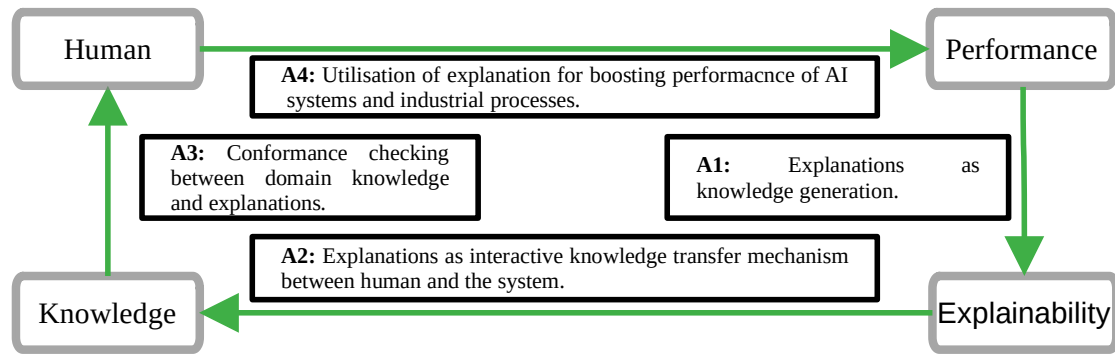 Human
Performance
A4: Utilisation of explanation for boosting performacnce of AI
systems and industrial processes.
A3: Conformance checking
between domain knowledge
and explanations.
A1: Explanations as
knowledge generation.
A2: Explanations as interactive knowledge transfer mechanism
between human and the system.
Knowledge
Explainability